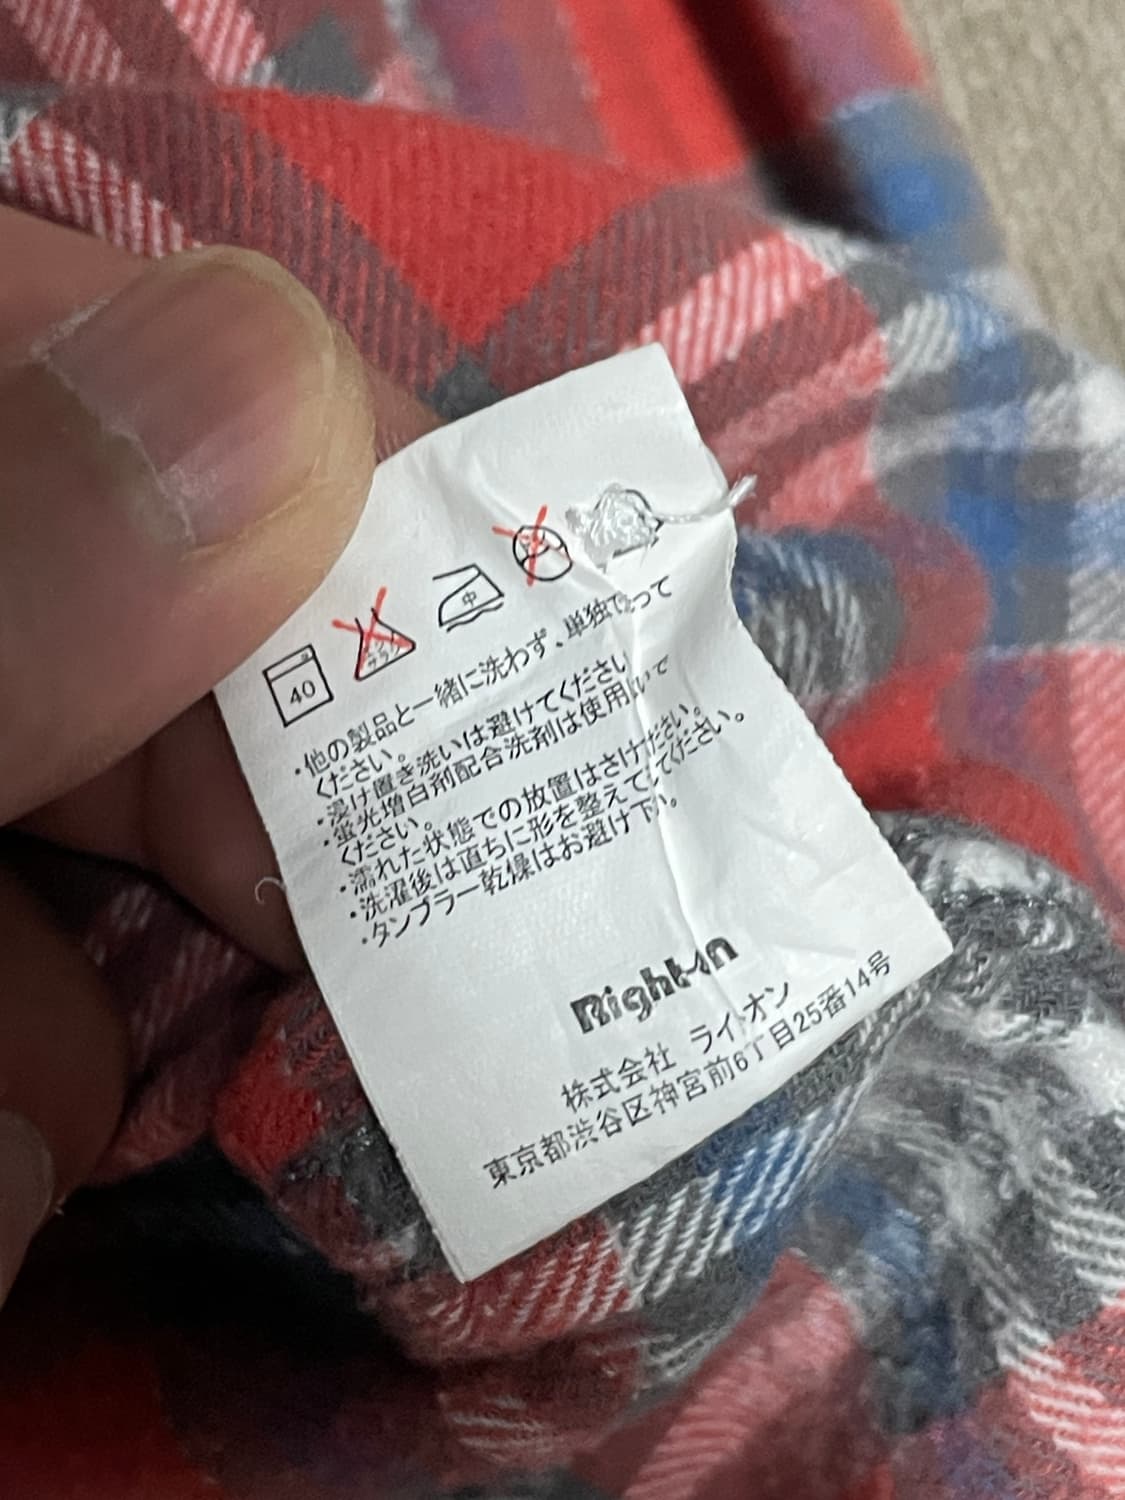 40
中
・他の製品と一緒に洗わず、単独で洗って
ください。
・浸け置き洗いは避けてください
・蛍光増白剤配合洗剤は使用しないで
ください。
・濡れた状態での放置はさけださい。
・洗濯後は直ちに形を整えてしてください。
・タンブラー乾燥はお避け下い。
Right-on
株式会社 ライトオン
東京都渋谷区神宮前6丁目25番14号